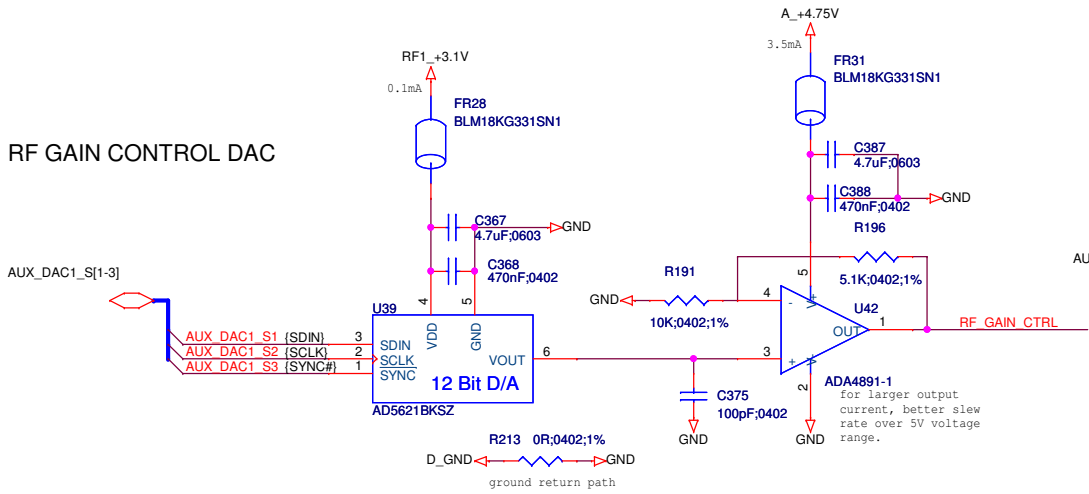 A_+4.75V
3.5mA
RF1_+3.1V
0.1mA
FR31
BLM18KG331SN1
FR28
BLM18KG331SN1
RF GAIN CONTROL DAC
C387
4.7uF;0603
C388
470nF;0402
GND
C367
4.7uF;0603
GND
C368
470nF;0402
R196
5.1K;0402;1%
AUX_DAC1_S[1-3]
AU
R191
10K;0402;1%
GND
U39
4
5
VDD
GND
AUX_DAC1_S1 {SDIN} 3 SDIN
AUX_DAC1_S2 {SCLK} 2 SCLK
AUX_DAC1_S3 {SYNC#} 1 SYNC
VOUT 6
12 Bit D/A
AD5621BKSZ
5
V+
4 -
3 +
U42
OUT 1
RF_GAIN_CTRL
2
ADA4891-1
for larger output
current, better slew
rate over 5V voltage
range.
GND
C375
100pF;0402
GND
R213 0R;0402;1%
D_GND
GND
ground return path